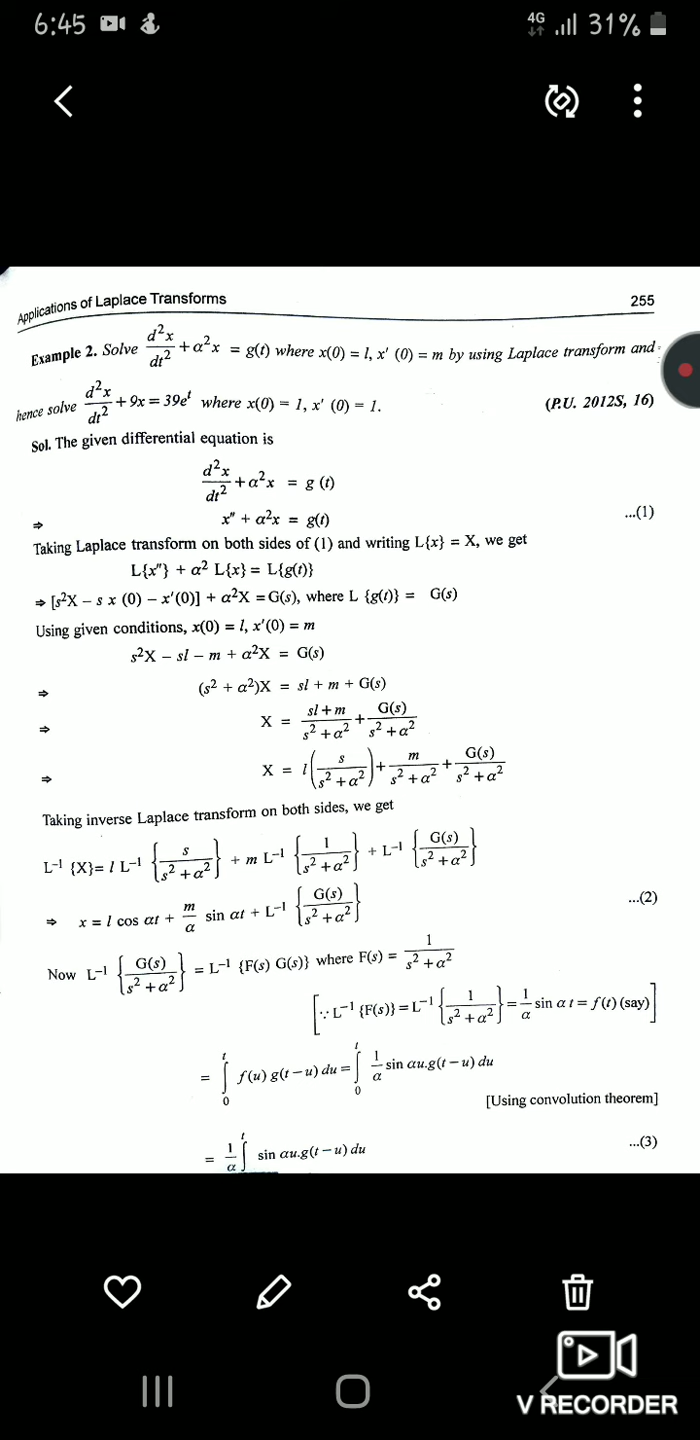 6:45
4G 31%
Applications of Laplace Transforms 255
Example 2. Solve d²x/dt² + α²x = g(t) where x(0) = l, x′ (0) = m by using Laplace transform and
hence solve d²x/dt² + 9x = 39eᵗ where x(0) = 1, x′ (0) = 1. (P.U. 2012S, 16)
Sol. The given differential equation is
d²x/dt² + α²x = g (t)
⇒ x″ + α²x = g(t) ...(1)
Taking Laplace transform on both sides of (1) and writing L{x} = X, we get
L{x″} + α² L{x} = L{g(t)}
⇒ [s²X – s x (0) – x′(0)] + α²X = G(s), where L {g(t)} = G(s)
Using given conditions, x(0) = l, x′(0) = m
s²X – sl – m + α²X = G(s)
⇒ (s² + α²)X = sl + m + G(s)
⇒ X = (sl + m)/(s² + α²) + G(s)/(s² + α²)
⇒ X = l(s/(s² + α²)) + m/(s² + α²) + G(s)/(s² + α²)
Taking inverse Laplace transform on both sides, we get
L⁻¹ {X} = l L⁻¹ {s/(s² + α²)} + m L⁻¹ {1/(s² + α²)} + L⁻¹ {G(s)/(s² + α²)}
⇒ x = l cos αt + m/α sin αt + L⁻¹ {G(s)/(s² + α²)} ...(2)
Now L⁻¹ {G(s)/(s² + α²)} = L⁻¹ {F(s) G(s)} where F(s) = 1/(s² + α²)
[∵ L⁻¹ {F(s)} = L⁻¹ {1/(s² + α²)} = 1/α sin α t = f(t) (say)]
= ∫₀ᵗ f(u) g(t – u) du = ∫₀ᵗ 1/α sin αu.g(t – u) du
[Using convolution theorem]
= 1/α ∫ᵗ sin αu.g(t – u) du ...(3)
V RECORDER